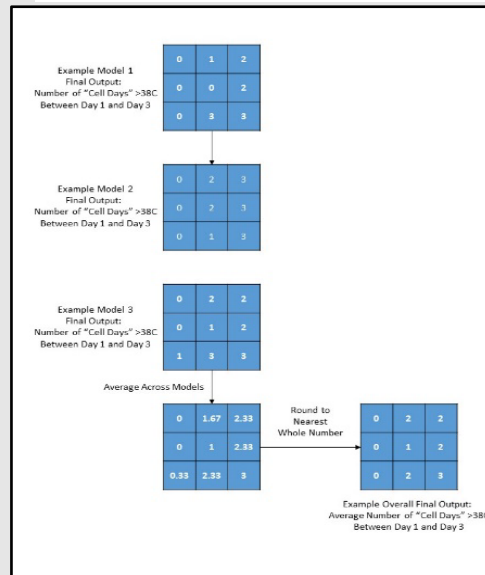 Example Model 1
Final Output:
Number of "Cell Days" >38C
Between Day 1 and Day 3
0 1 2
0 0 2
0 3 3
Example Model 2
Final Output:
Number of "Cell Days" >38C
Between Day 1 and Day 3
0 2 3
0 2 3
0 1 3
Example Model 3
Final Output:
Number of "Cell Days" >38C
Between Day 1 and Day 3
0 2 2
0 1 2
1 3 3
Average Across Models
0 1.67 2.33
0 1 2.33
0.33 2.33 3
Round to
Nearest
Whole Number
0 2 2
0 1 2
0 2 3
Example Overall Final Output:
Average Number of "Cell Days" >38C
Between Day 1 and Day 3